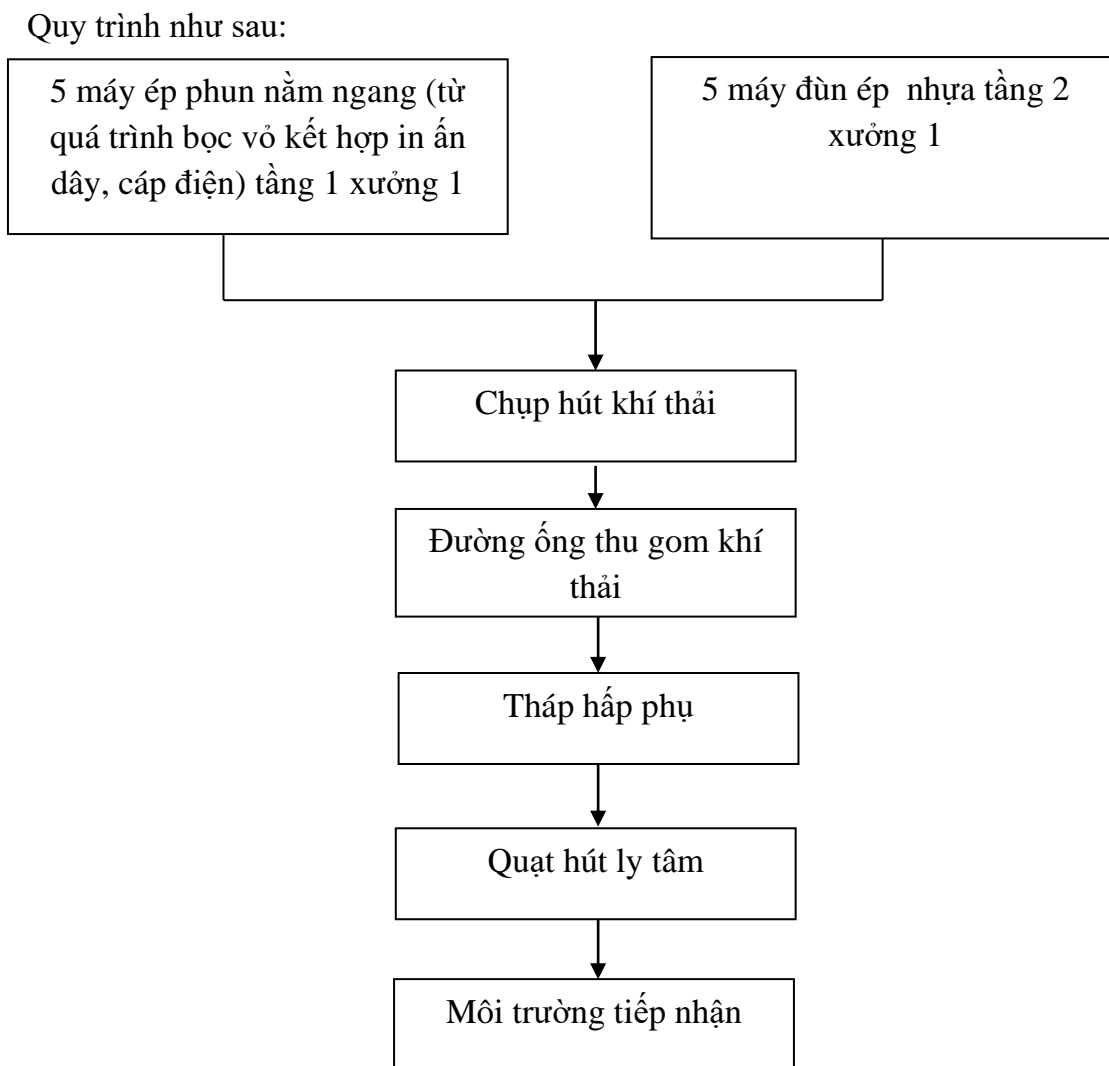 Quy trình như sau:
5 máy ép phun nằm ngang (từ
quá trình bọc vỏ kết hợp in ấn
dây, cáp điện) tầng 1 xưởng 1
5 máy đùn ép  nhựa tầng 2
xưởng 1
Chụp hút khí thải
Đường ống thu gom khí
thải
Tháp hấp phụ
Quạt hút ly tâm
Môi trường tiếp nhận